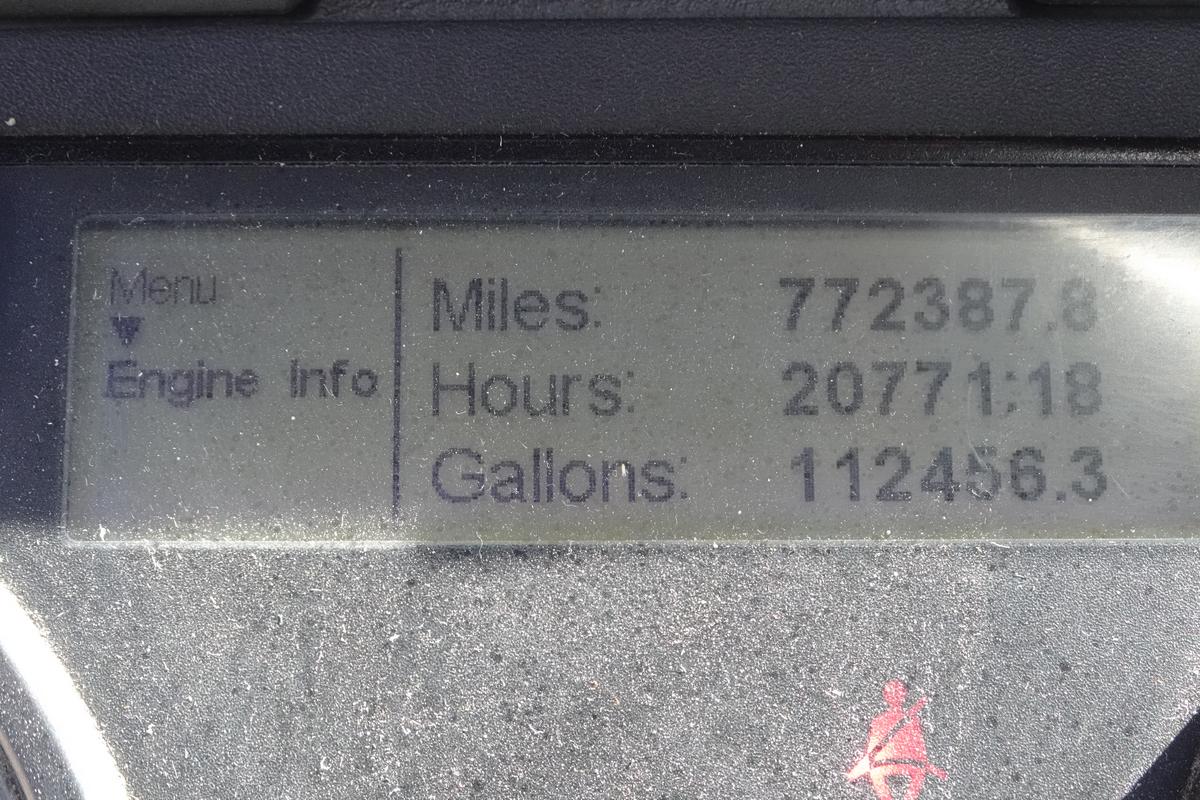 Menu
Engine Info
Miles: 772387.8
Hours: 20771:18
Gallons: 112456.3